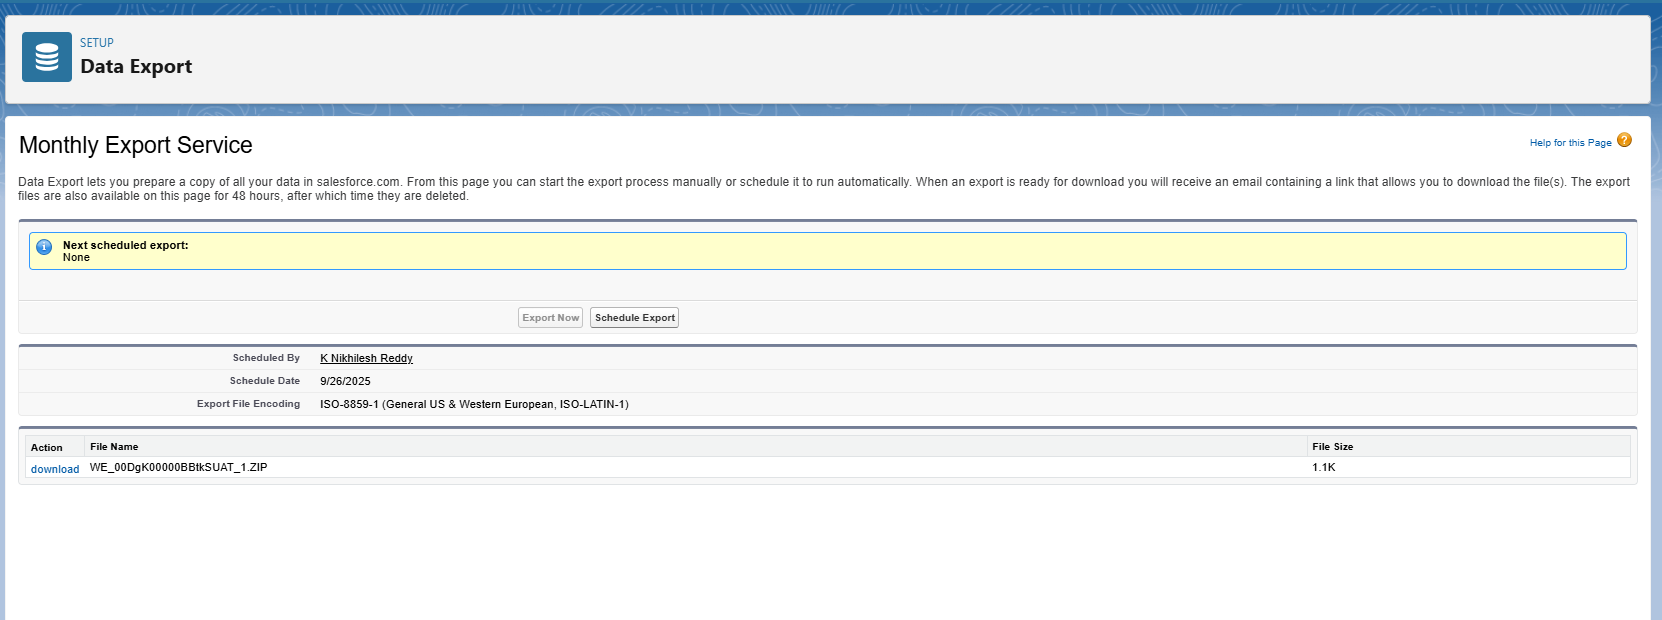 SETUP
Data Export
Monthly Export Service
Help for this Page ?
Data Export lets you prepare a copy of all your data in salesforce.com. From this page you can start the export process manually or schedule it to run automatically. When an export is ready for download you will receive an email containing a link that allows you to download the file(s). The export
files are also available on this page for 48 hours, after which time they are deleted.
Next scheduled export:
None
Export Now Schedule Export
Scheduled By K Nikhilesh Reddy
Schedule Date 9/26/2025
Export File Encoding ISO-8859-1 (General US & Western European, ISO-LATIN-1)
Action File Name File Size
download WE_00DgK00000BBtkSUAT_1.ZIP 1.1K